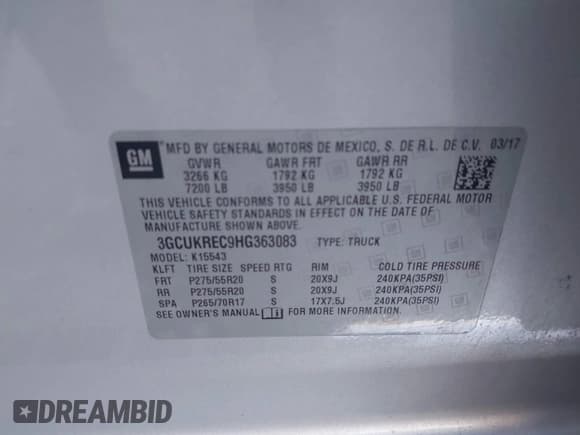 GM MFD BY GENERAL MOTORS DE MEXICO, S. DE R.L. DE C.V. 03/17
GVWR GAWR FRT GAWR RR
3266 KG 1792 KG 1792 KG
7200 LB 3950 LB 3950 LB
THIS VEHICLE CONFORMS TO ALL APPLICABLE U.S. FEDERAL MOTOR
VEHICLE SAFETY STANDARDS IN EFFECT ON THE DATE OF
MANUFACTURE SHOWN ABOVE.
3GCUKREC9HG363083 TYPE: TRUCK
MODEL: K15543
KLFT TIRE SIZE SPEED RTG RIM COLD TIRE PRESSURE
FRT P275/55R20 S 20X9J 240KPA(35PSI)
RR P275/55R20 S 20X9J 240KPA(35PSI)
SPA P265/70R17 S 17X7.5J 240KPA(35PSI)
SEE OWNER'S MANUAL FOR MORE INFORMATION.
DREAMBID